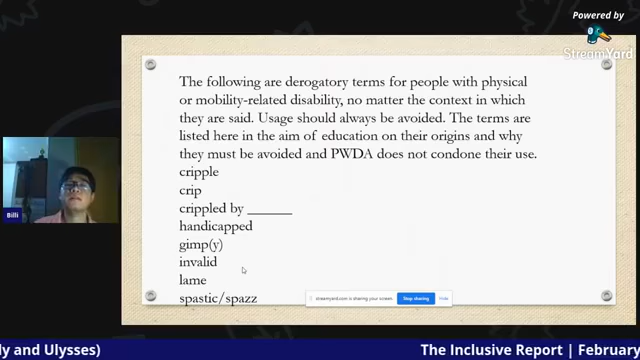 Powered by
StreamYard
The following are derogatory terms for people with physical
or mobility-related disability, no matter the context in which
they are said. Usage should always be avoided. The terms are
listed here in the aim of education on their origins and why
they must be avoided and PWDA does not condone their use.
cripple
crip
crippled by ______
handicapped
gimp(y)
invalid
lame
spastic/spazz
Billi
streamyard.com is sharing your screen.
Stop sharing
Hide
ly and Ulysses)
The Inclusive Report | February